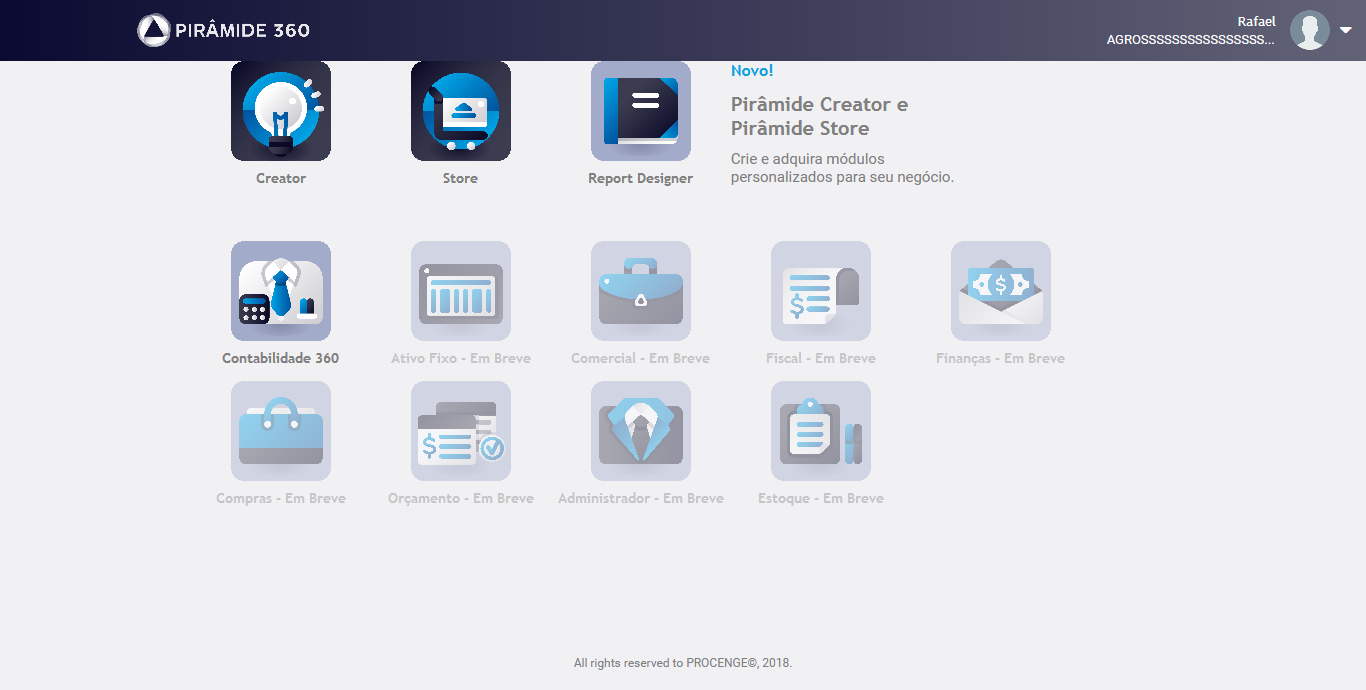 PIRÂMIDE 360
Rafael
AGROSSSSSSSSSSSSSSSS...
Novo!
Pirâmide Creator e
Pirâmide Store
Crie e adquira módulos
personalizados para seu negócio.
Creator
Store
Report Designer
Contabilidade 360
Ativo Fixo - Em Breve
Comercial - Em Breve
Fiscal - Em Breve
Finanças - Em Breve
Compras - Em Breve
Orçamento - Em Breve
Administrador - Em Breve
Estoque - Em Breve
All rights reserved to PROCENGE©, 2018.